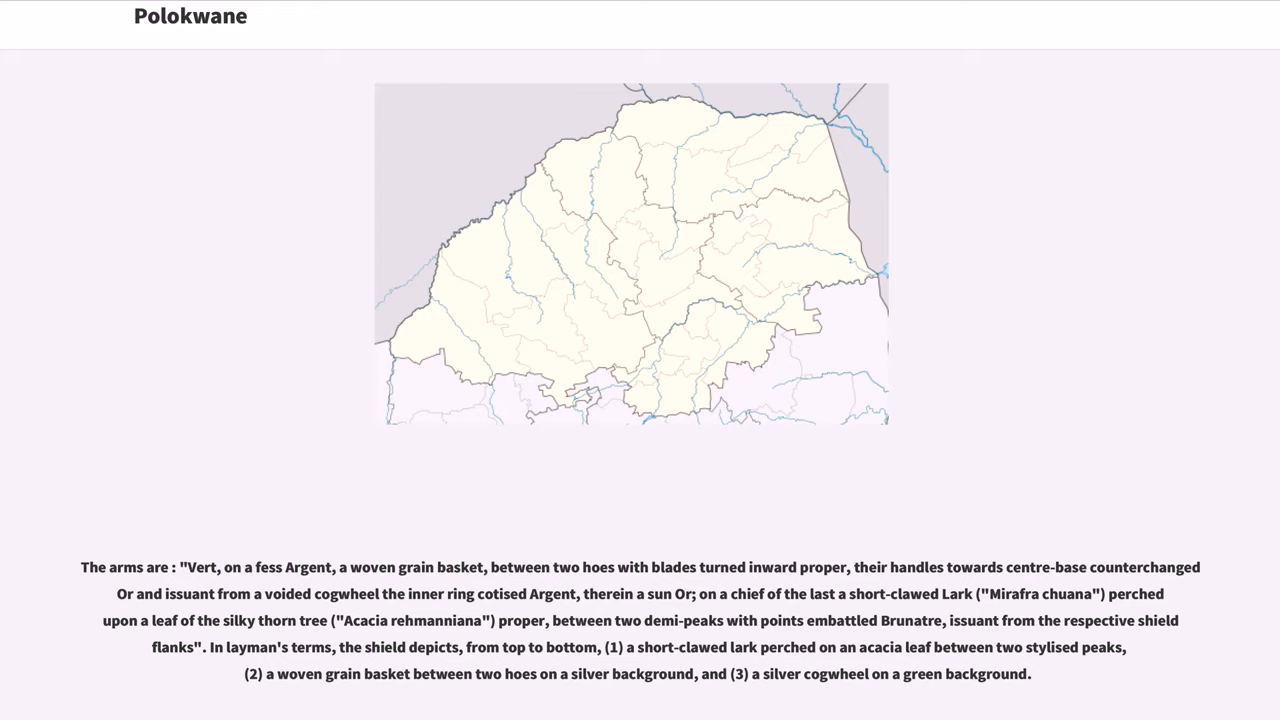 Polokwane
The arms are : "Vert, on a fess Argent, a woven grain basket, between two hoes with blades turned inward proper, their handles towards centre-base counterchanged
Or and issuant from a voided cogwheel the inner ring cotised Argent, therein a sun Or; on a chief of the last a short-clawed Lark ("Mirafra chuana") perched
upon a leaf of the silky thorn tree ("Acacia rehmanniana") proper, between two demi-peaks with points embattled Brunatre, issuant from the respective shield
flanks". In layman's terms, the shield depicts, from top to bottom, (1) a short-clawed lark perched on an acacia leaf between two stylised peaks,
(2) a woven grain basket between two hoes on a silver background, and (3) a silver cogwheel on a green background.